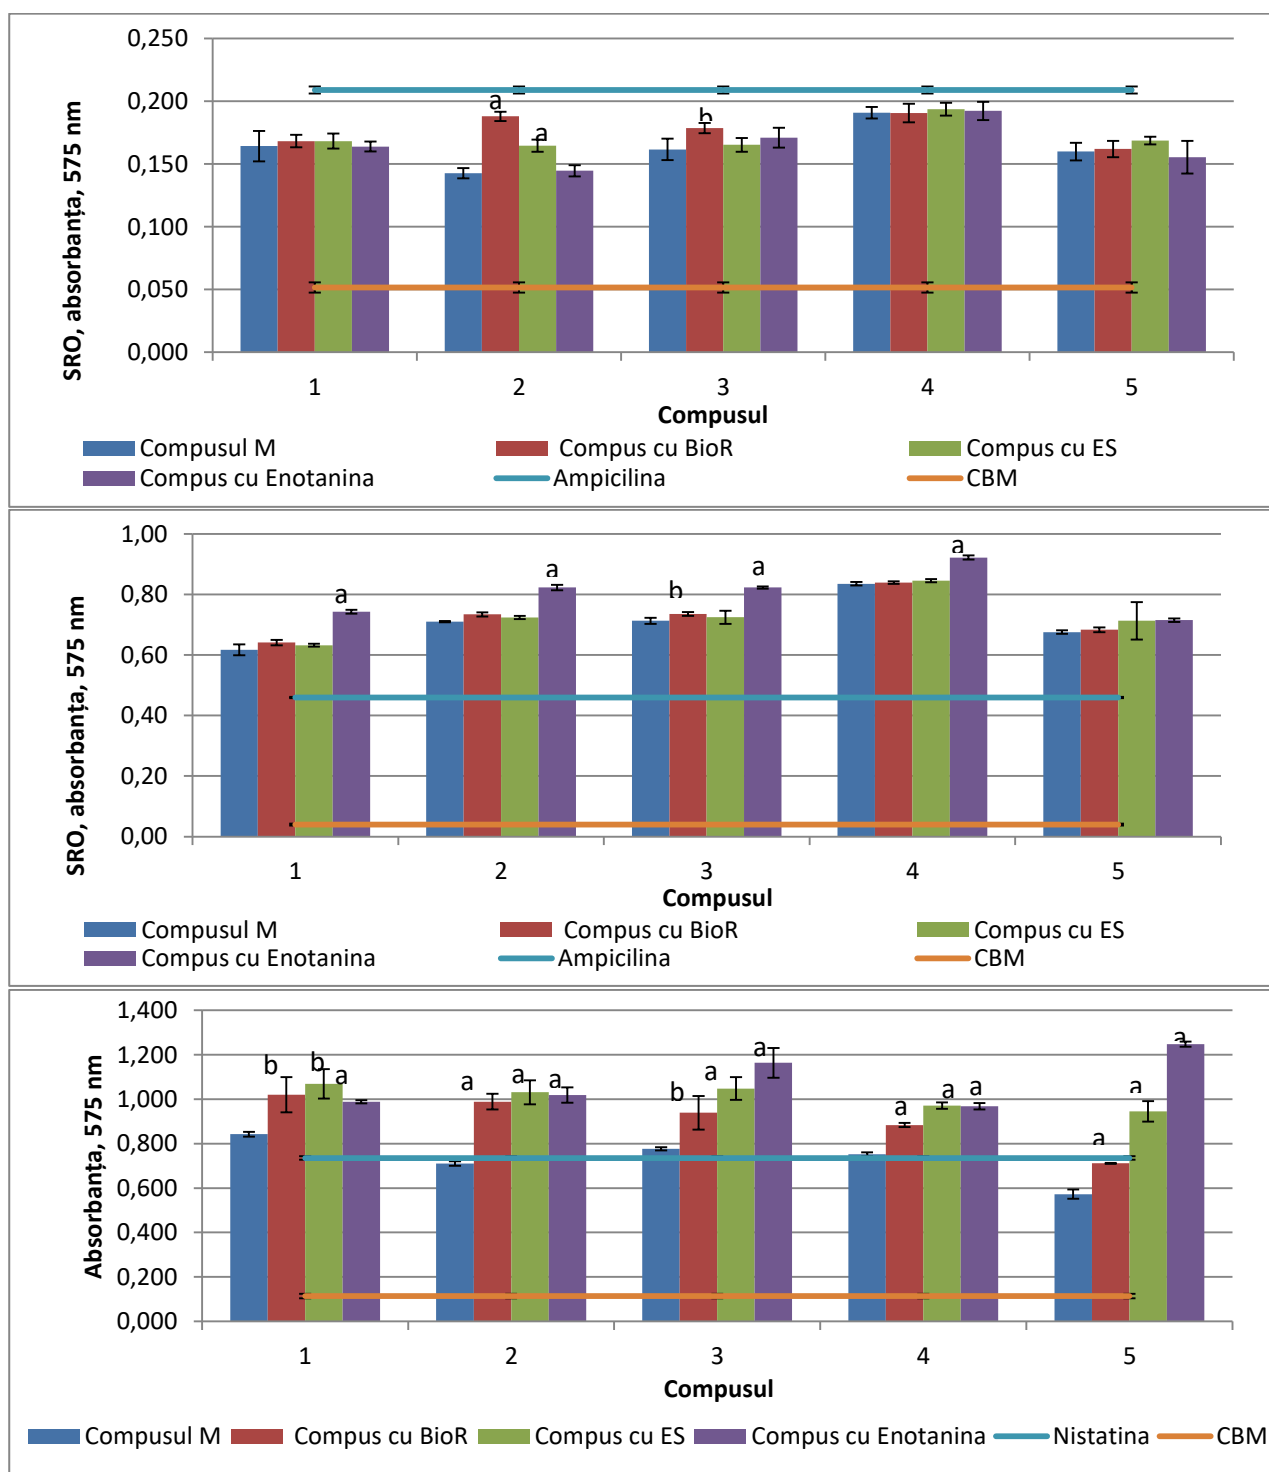 0,250
0,200
0,150
0,100
0,050
0,000
SRO, absorbanța, 575 nm
a
a
b
1 2 3 4 5
Compusul
Compusul M Compus cu BioR Compus cu ES
Compus cu Enotanina Ampicilina CBM
1,00
0,80
0,60
0,40
0,20
0,00
SRO, absorbanța, 575 nm
a
a
b
a
a
1 2 3 4 5
Compusul
Compusul M Compus cu BioR Compus cu ES
Compus cu Enotanina Ampicilina CBM
1,400
1,200
1,000
0,800
0,600
0,400
0,200
0,000
Absorbanța, 575 nm
b b a
a a a
b a a
a a a
a a a
1 2 3 4 5
Compusul
Compusul M Compus cu BioR Compus cu ES Compus cu Enotanina Nistatina CBM